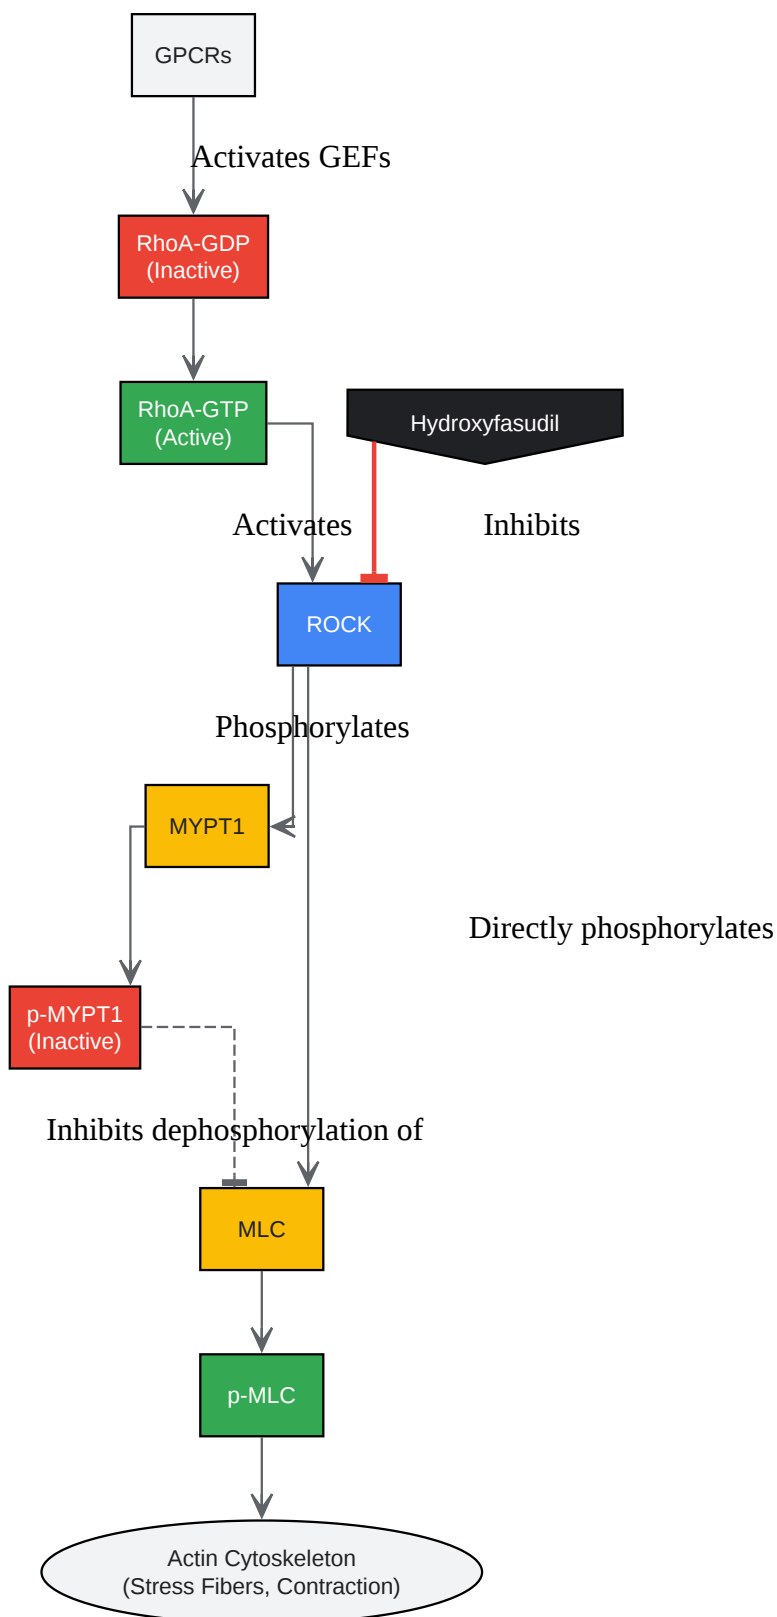 GPCRs
Activates GEFs
RhoA-GDP
(Inactive)
RhoA-GTP
(Active)
Hydroxyfasudil
Activates
Inhibits
ROCK
Phosphorylates
MYPT1
Directly phosphorylates
p-MYPT1
(Inactive)
Inhibits dephosphorylation of
MLC
p-MLC
Actin Cytoskeleton
(Stress Fibers, Contraction)